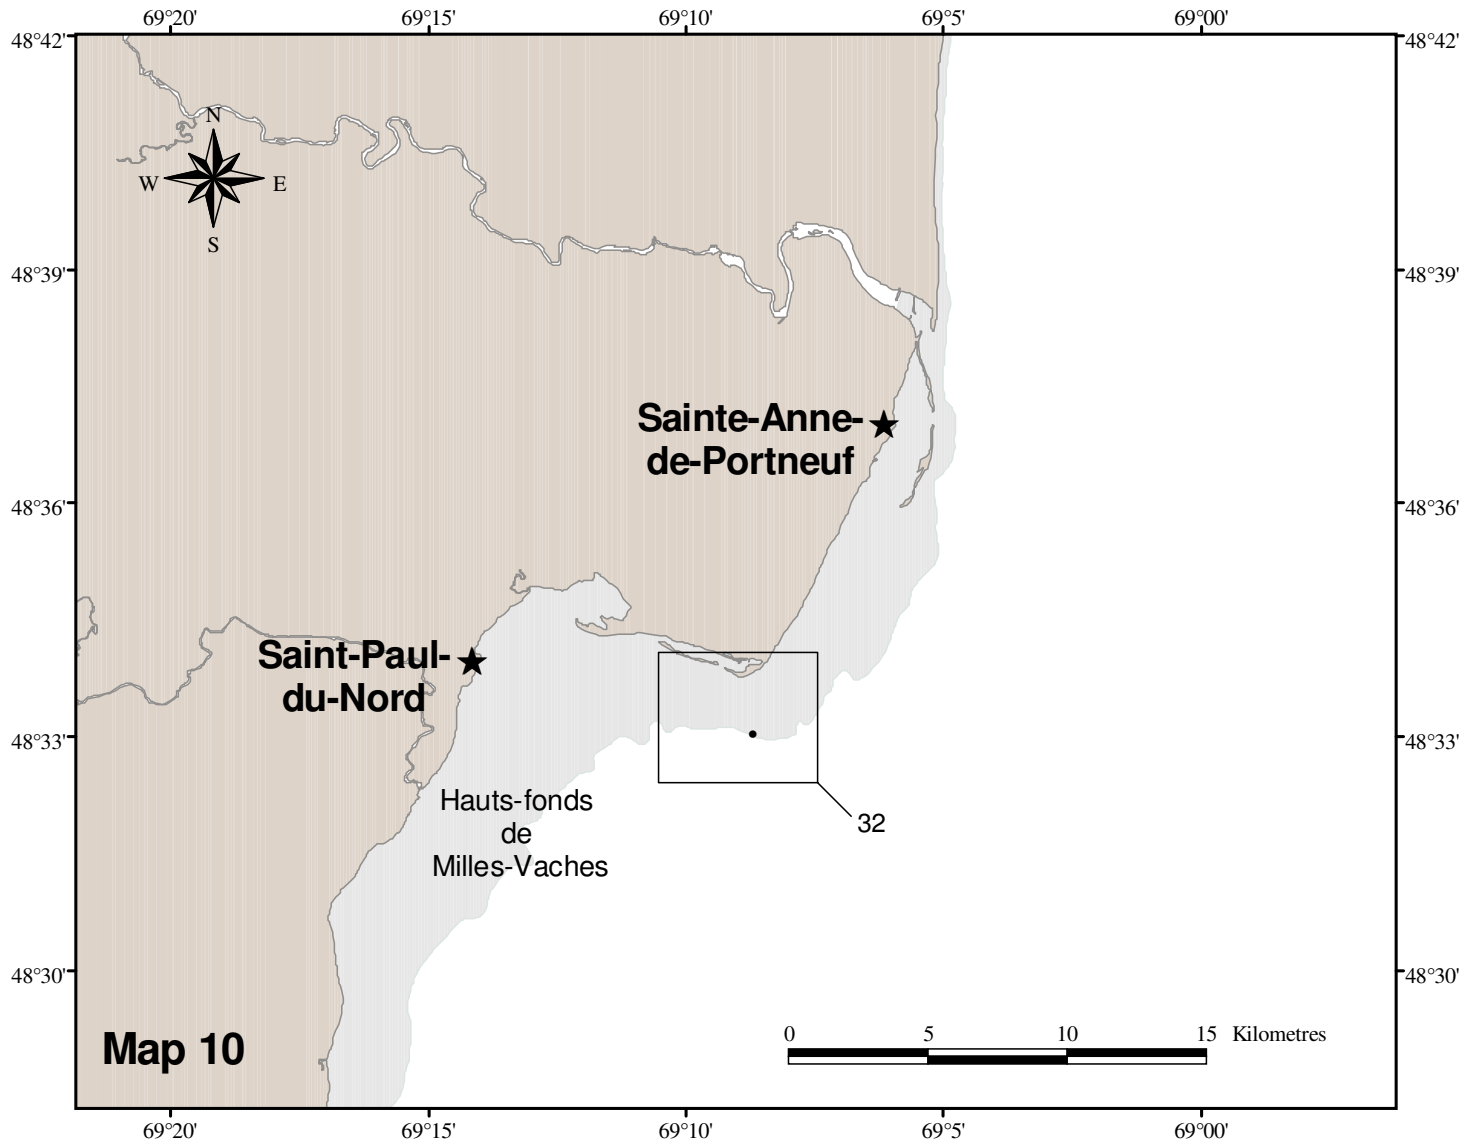 69°20' 69°15' 69°10' 69°5' 69°00'
48°42' 48°42'
N
W E
S
48°39' 48°39'
Sainte-Anne-
de-Portneuf
48°36' 48°36'
Saint-Paul-
du-Nord
48°33' 48°33'
Hauts-fonds
de
Milles-Vaches
32
48°30' 48°30'
0 5 10 15 Kilometres
Map 10
69°20' 69°15' 69°10' 69°5' 69°00'